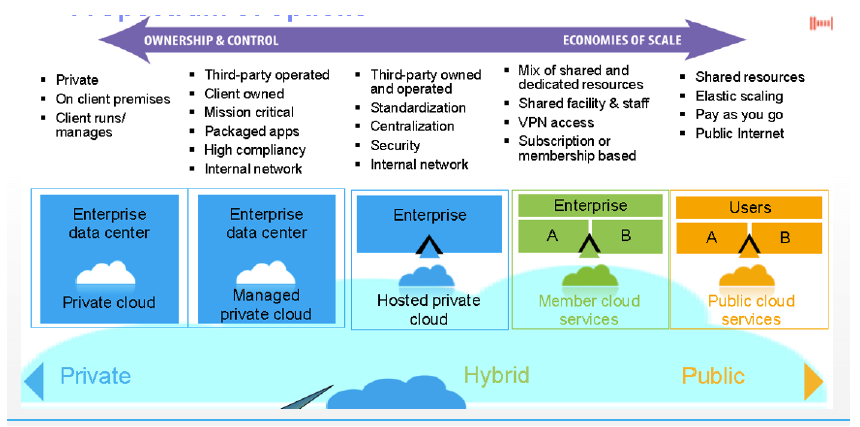 OWNERSHIP & CONTROL
ECONOMIES OF SCALE
▪ Private
▪ On client premises
▪ Client runs/
manages
▪ Third-party operated
▪ Client owned
▪ Mission critical
▪ Packaged apps
▪ High compliancy
▪ Internal network
▪ Third-party owned
and operated
▪ Standardization
▪ Centralization
▪ Security
▪ Internal network
▪ Mix of shared and
dedicated resources
▪ Shared facility & staff
▪ VPN access
▪ Subscription or
membership based
▪ Shared resources
▪ Elastic scaling
▪ Pay as you go
▪ Public Internet
Enterprise
data center
Private cloud
Enterprise
data center
Managed
private cloud
Enterprise
Hosted private
cloud
Enterprise
A B
Member cloud
services
Users
A B
Public cloud
services
Private
Hybrid
Public